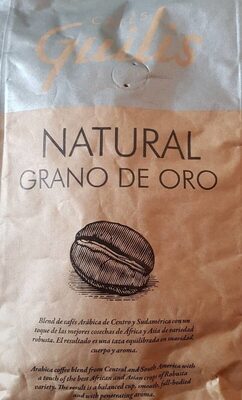 CAFÉS
Guilis
NATURAL
GRANO DE ORO
Blend de cafés Arábica de Centro y Sudamérica con un
toque de las mejores cosechas de África y Asia de variedad
robusta. El resultado es una taza equilibrada en suavidad,
cuerpo y aroma.
Arabica coffee blend from Central and South America with
a touch of the best African and Asian crops of Robusta
variety. The result is a balanced cup, smooth, full-bodied
and with penetrating aroma.